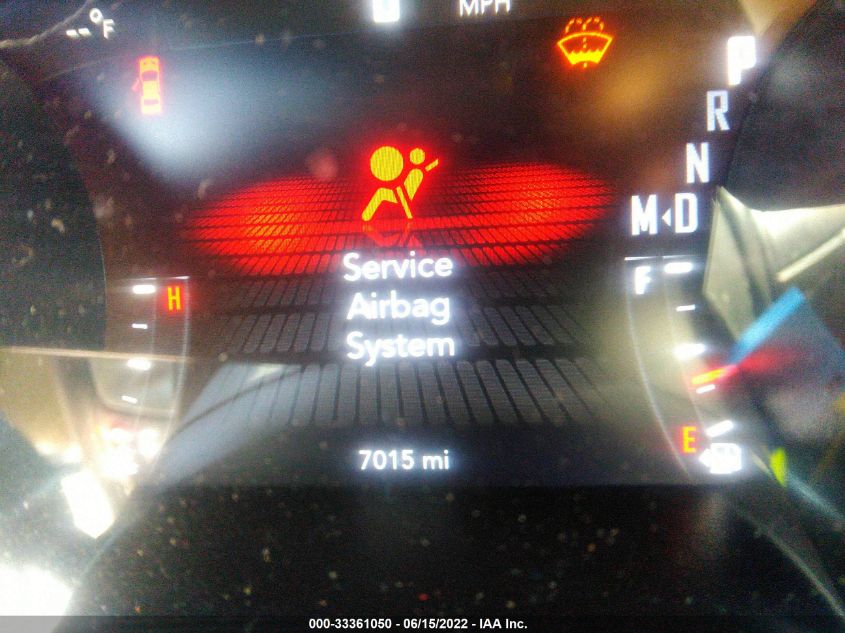 --°F
MPH
P
R
N
M◂D
H
F
Service
Airbag
System
E
7015 mi
000-33361050 - 06/15/2022 - IAA Inc.